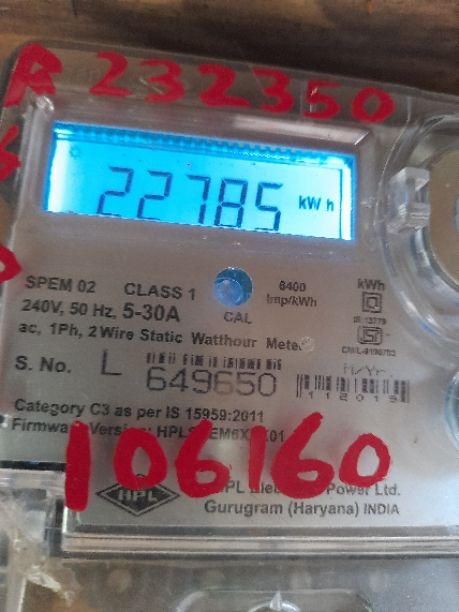 R 232350
22785 kWh
SPEM 02 CLASS 1 6400 imp/kWh kWh
240V, 50 Hz, 5-30A CAL
ac, 1Ph, 2 Wire Static Watthour Meter
S. No. L 649650
112019
Category C3 as per IS 15959:2011
Firmware Version:
106160
HPL Power Ltd.
Gurugram (Haryana) INDIA